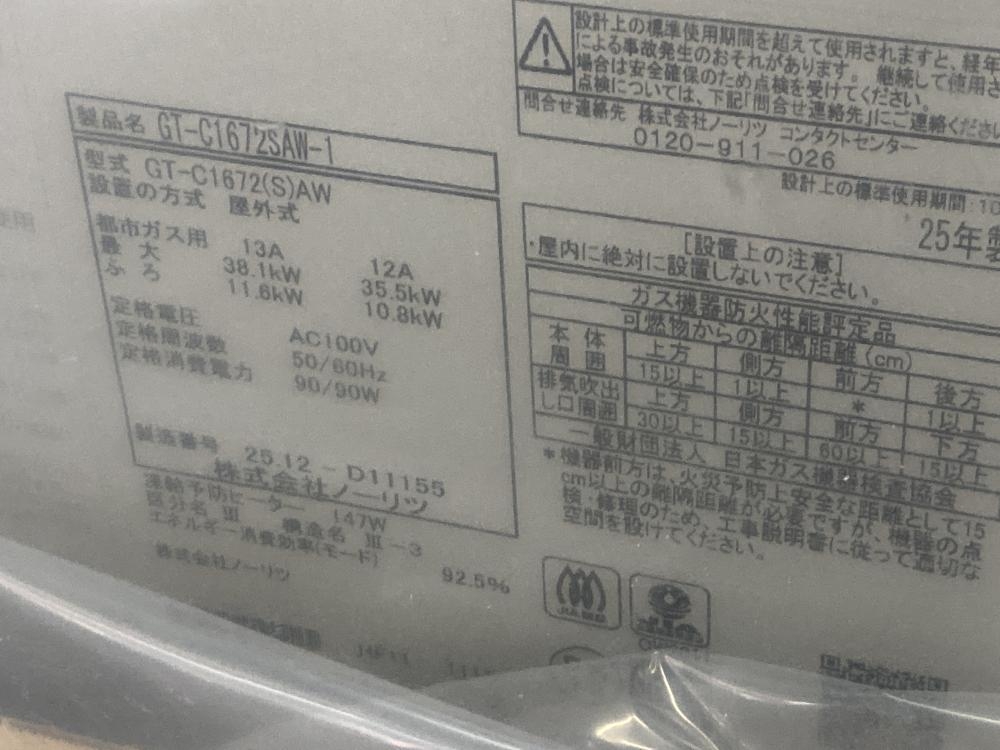 製品名 GT-C1672SAW-1
型式 GT-C1672(S)AW
設置の方式 屋外式
都市ガス用 13A 12A
最大 38.1kW 35.5kW
ふろ 11.6kW 10.8kW
定格電圧 AC100V
定格周波数 50/60Hz
定格消費電力 90/90W
製造番号 25.12 - D11155
株式会社ノーリツ
凍結予防ヒーター 147W
区分名 Ⅲ 構造名 Ⅲ-3
エネルギー消費効率(モード) 92.5%
株式会社ノーリツ
設計上の標準使用期間を超えて使用されますと、経年
による事故発生のおそれがあります。 継続して使用さ
場合は安全確保のため点検を受けてください。
点検については、下記「問合せ連絡先」にご連絡くださ
問合せ連絡先 株式会社ノーリツ コンタクトセンター
0120-911-026
設計上の標準使用期間:10
25年製
[設置上の注意]
・屋内に絶対に設置しないでください。
ガス機器防火性能評定品
可燃物からの離隔距離(cm)
本体周囲 上方 側方 前方 後方
15以上 1以上 * 1以上
排気吹出し口周囲 上方 側方 前方 下方
30以上 15以上 60以上 15以上
一般財団法人 日本ガス機器検査協会
*機器前方は、火災予防上安全な距離として15
cm以上の離隔距離が必要ですが、機器の点
検・修理のため、工事説明書に従って適切な
空間を設けてください。
使用